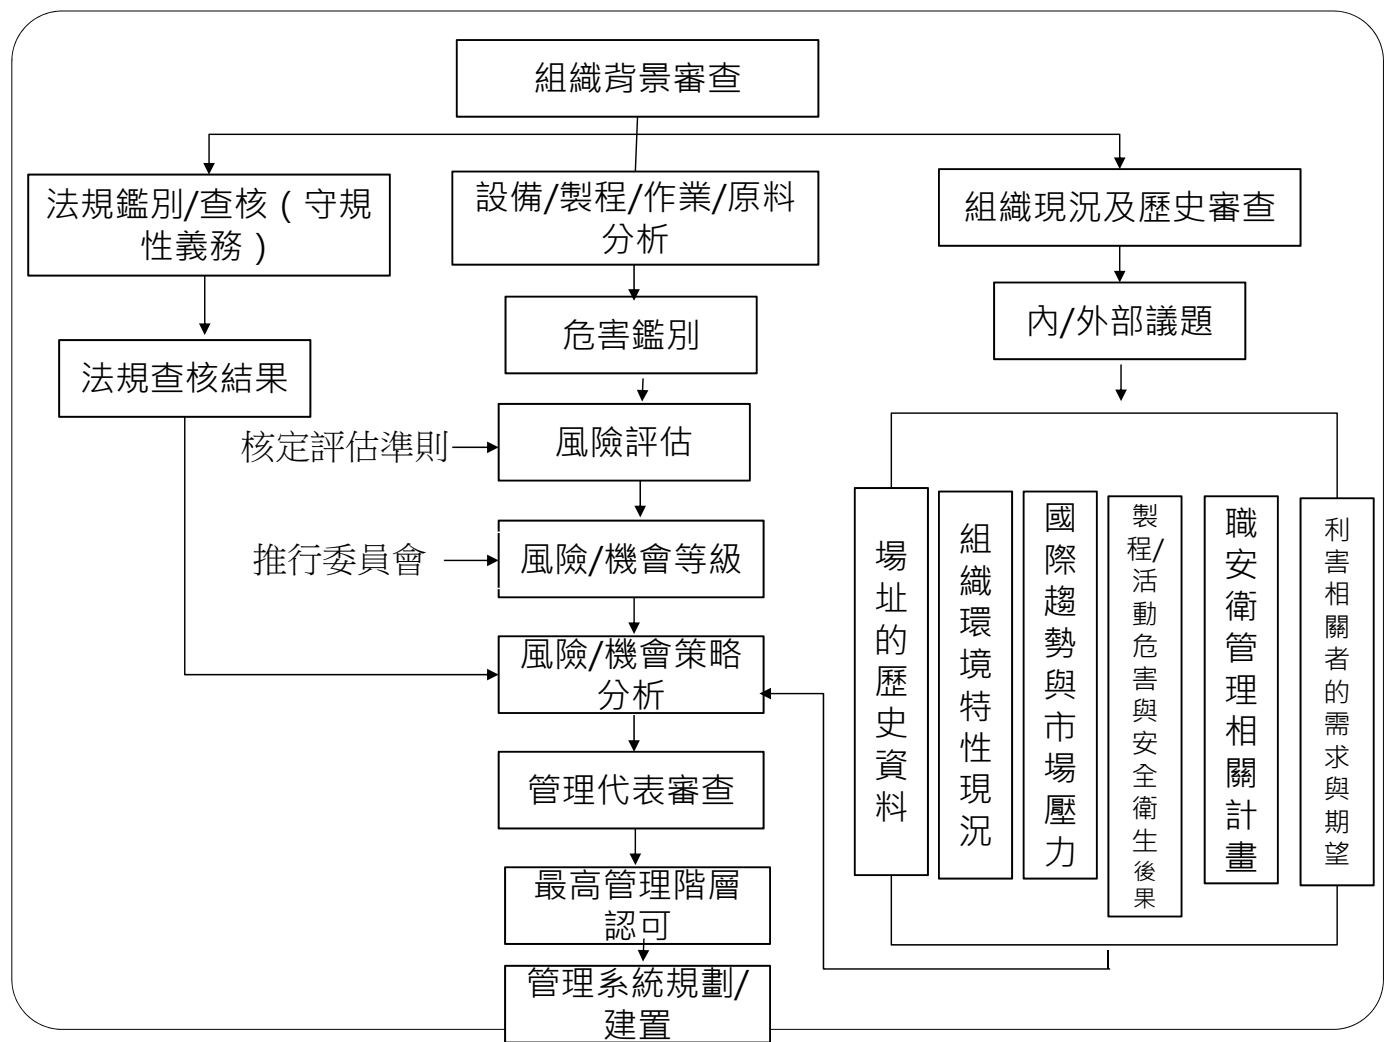 組織背景審查
法規鑑別/查核（守規
性義務）
設備/製程/作業/原料
分析
組織現況及歷史審查
法規查核結果
危害鑑別
內/外部議題
核定評估準則
風險評估
推行委員會
風險/機會等級
風險/機會策略
分析
管理代表審查
最高管理階層
認可
管理系統規劃/
建置
場址的歷史資料
組織環境特性現況
國際趨勢與市場壓力
製程/活動危害與安全衛生後果
職安衛管理相關計畫
利害相關者的需求與期望